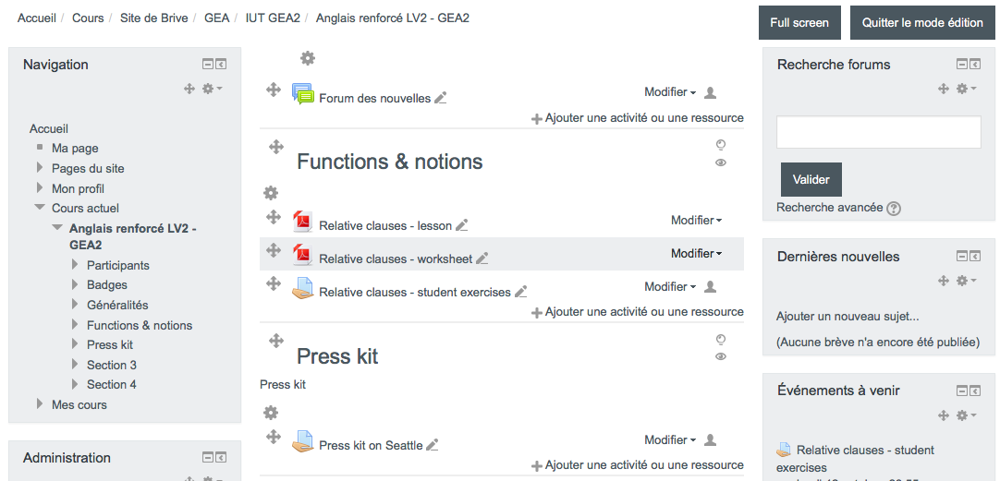 Accueil / Cours / Site de Brive / GEA / IUT GEA2 / Anglais renforcé LV2 - GEA2
Full screen
Quitter le mode édition
Navigation
Accueil
Ma page
Pages du site
Mon profil
Cours actuel
Anglais renforcé LV2 -
GEA2
Participants
Badges
Généralités
Functions & notions
Press kit
Section 3
Section 4
Mes cours
Administration
Forum des nouvelles
Modifier
Ajouter une activité ou une ressource
Functions & notions
Relative clauses - lesson
Modifier
Relative clauses - worksheet
Modifier
Relative clauses - student exercises
Modifier
Ajouter une activité ou une ressource
Press kit
Press kit
Press kit on Seattle
Modifier
Ajouter une activité ou une ressource
Recherche forums
Valider
Recherche avancée ?
Dernières nouvelles
Ajouter un nouveau sujet...
(Aucune brève n'a encore été publiée)
Événements à venir
Relative clauses - student
exercises